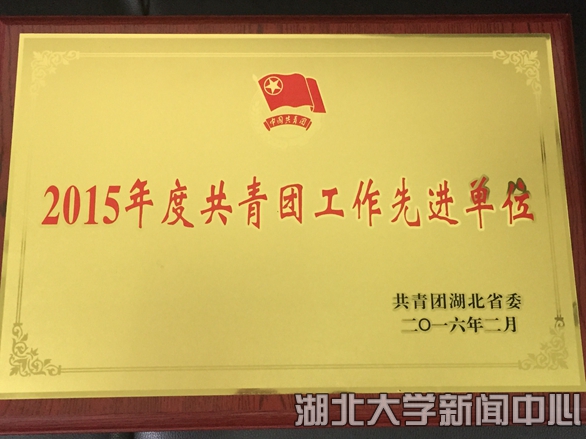 中国共青团
2015年度共青团工作先进单位
共青团湖北省委
二〇一六年二月
湖北大学新闻中心